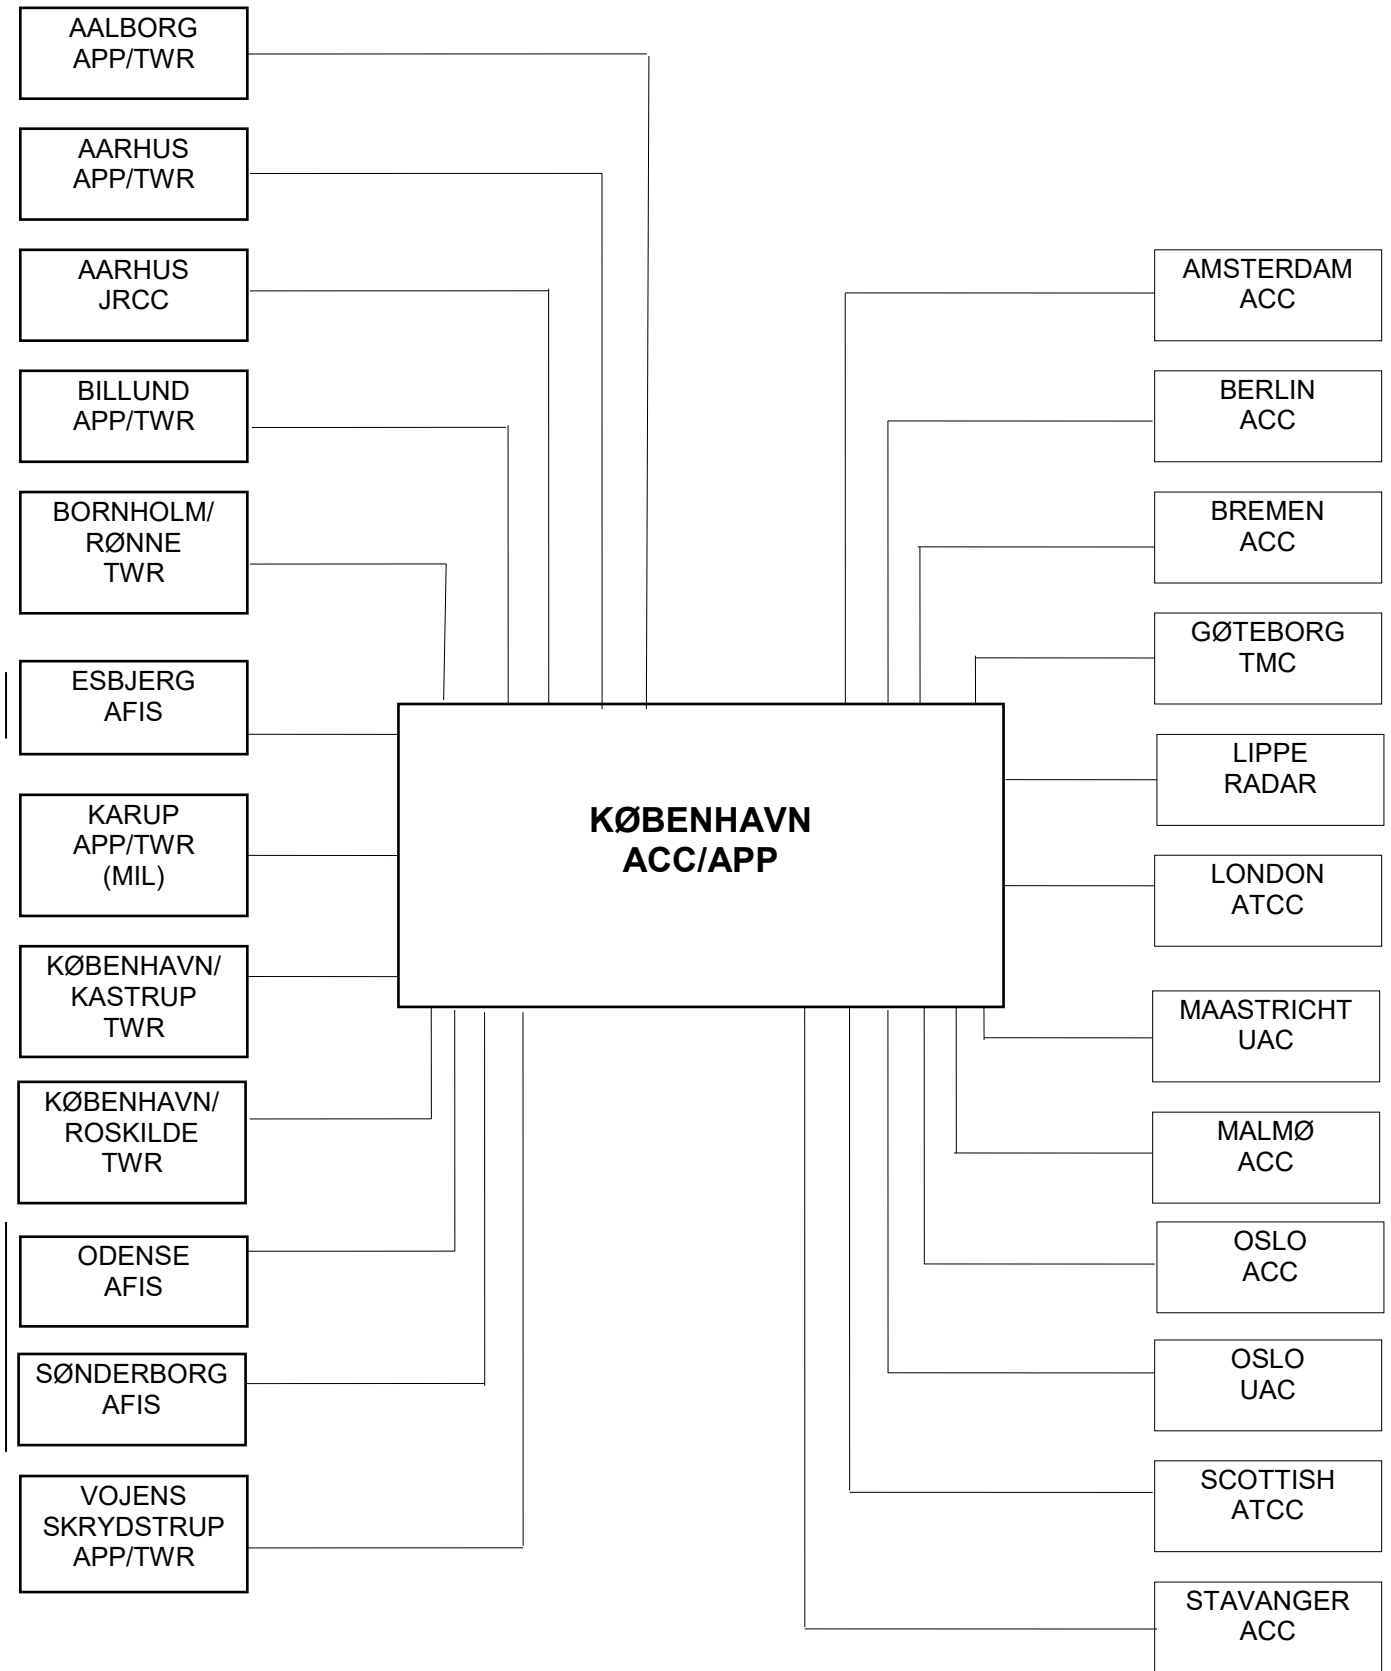 AALBORG
APP/TWR
AARHUS
APP/TWR
AARHUS
JRCC
BILLUND
APP/TWR
BORNHOLM/
RØNNE
TWR
ESBJERG
AFIS
KARUP
APP/TWR
(MIL)
KØBENHAVN/
KASTRUP
TWR
KØBENHAVN/
ROSKILDE
TWR
ODENSE
AFIS
SØNDERBORG
AFIS
VOJENS
SKRYDSTRUP
APP/TWR
KØBENHAVN
ACC/APP
AMSTERDAM
ACC
BERLIN
ACC
BREMEN
ACC
GØTEBORG
TMC
LIPPE
RADAR
LONDON
ATCC
MAASTRICHT
UAC
MALMØ
ACC
OSLO
ACC
OSLO
UAC
SCOTTISH
ATCC
STAVANGER
ACC